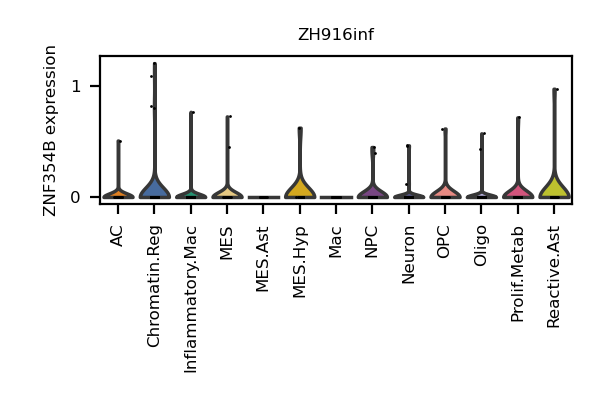 ZH916inf
ZNF354B expression
1
0
AC
Chromatin.Reg
Inflammatory.Mac
MES
MES.Ast
MES.Hyp
Mac
NPC
Neuron
OPC
Oligo
Prolif.Metab
Reactive.Ast